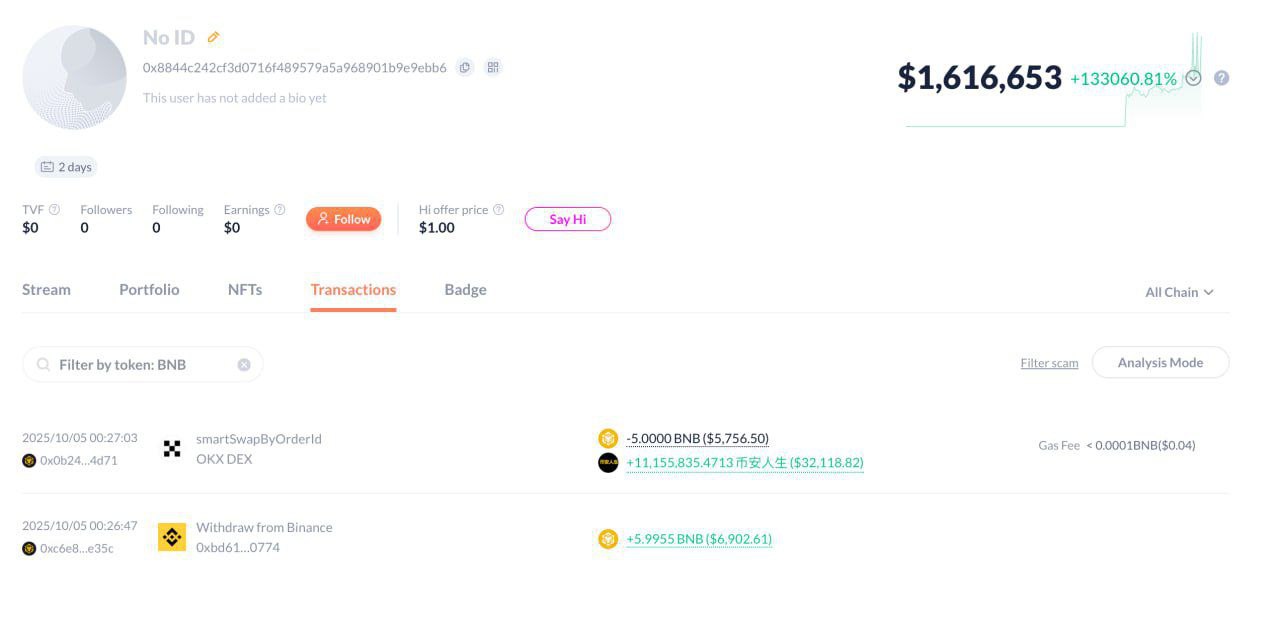 No ID
0x8844c242cf3d0716f489579a5a968901b9e9ebb6
This user has not added a bio yet
$1,616,653 +133060.81% ?
2 days
TVF ? Followers Following Earnings ? Follow Hi offer price ? Say Hi
$0 0 0 $0 $1.00
Stream Portfolio NFTs Transactions Badge All Chain
Filter by token: BNB Filter scam Analysis Mode
2025/10/05 00:27:03 smartSwapByOrderId -5.0000 BNB ($5,756.50) Gas Fee < 0.0001BNB($0.04)
0x0b24...4d71 OKX DEX +11,155,835.4713 币安人生 ($32,118.82)
2025/10/05 00:26:47 Withdraw from Binance +5.9955 BNB ($6,902.61)
0xc6e8...e35c 0xbd61...0774